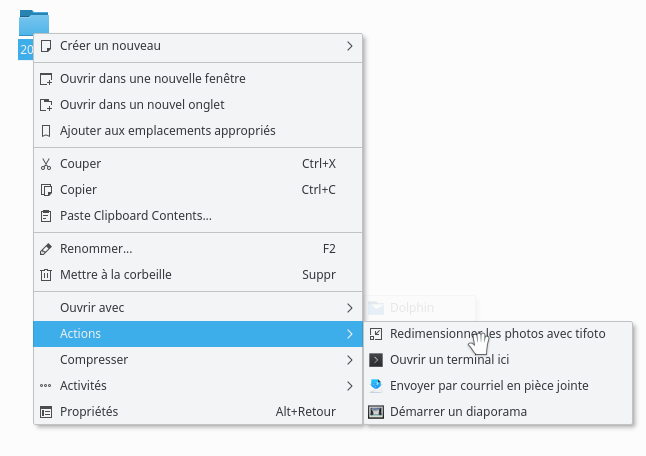 20
Créer un nouveau
Ouvrir dans une nouvelle fenêtre
Ouvrir dans un nouvel onglet
Ajouter aux emplacements appropriés
Couper Ctrl+X
Copier Ctrl+C
Paste Clipboard Contents...
Renommer... F2
Mettre à la corbeille Suppr
Ouvrir avec
Dolphin
Actions
Compresser
Activités
Propriétés Alt+Retour
Redimensionner les photos avec tifoto
Ouvrir un terminal ici
Envoyer par courriel en pièce jointe
Démarrer un diaporama